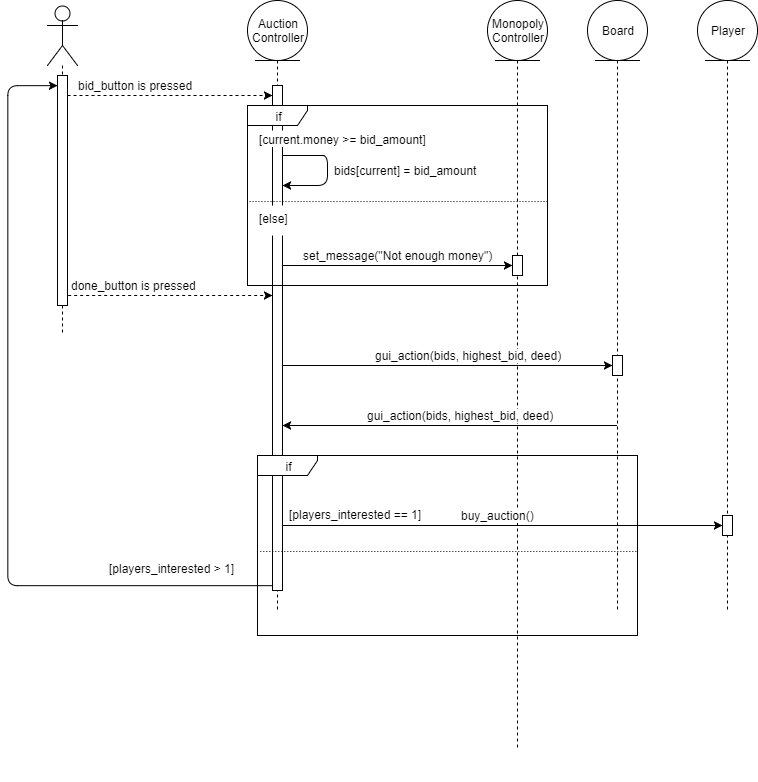 Auction
Controller
Monopoly
Controller
Board
Player
bid_button is pressed
if
[current.money >= bid_amount]
bids[current] = bid_amount
[else]
set_message("Not enough money")
done_button is pressed
gui_action(bids, highest_bid, deed)
gui_action(bids, highest_bid, deed)
if
[players_interested == 1]
buy_auction()
[players_interested > 1]